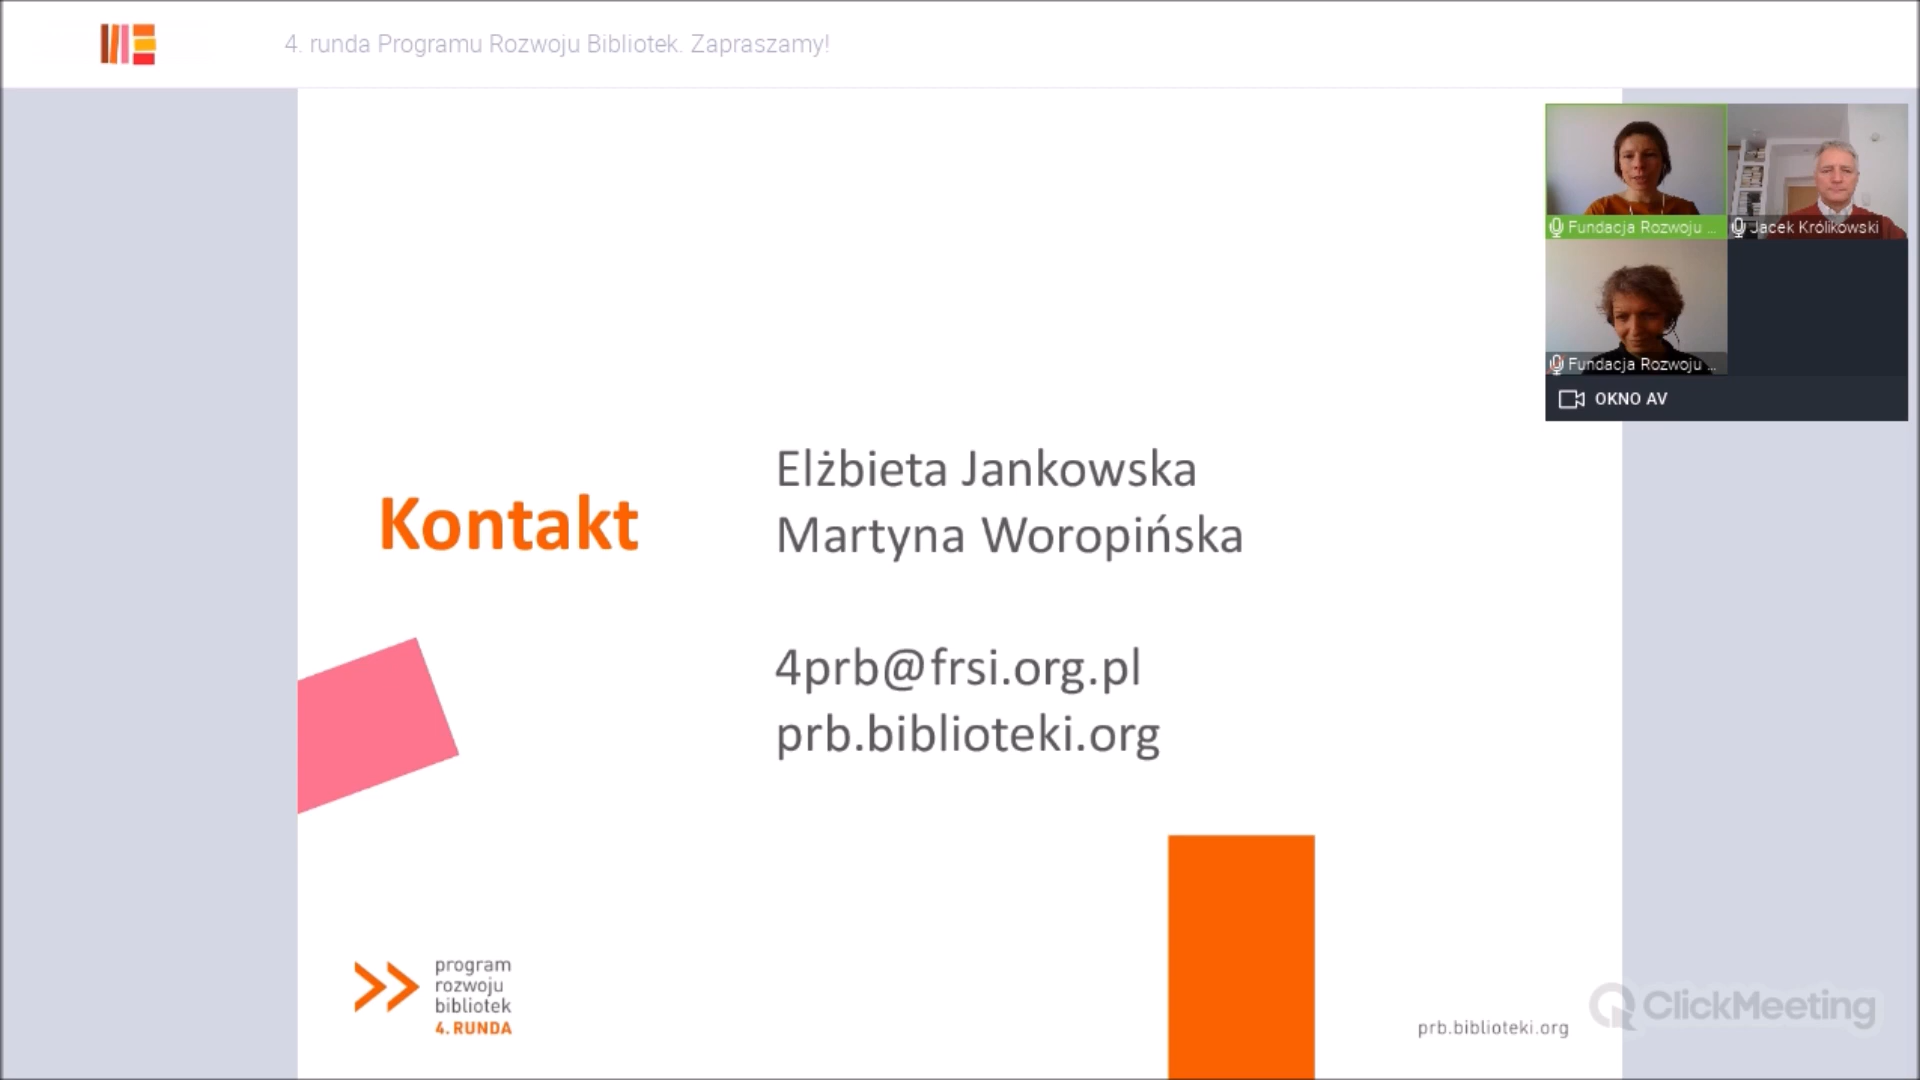 4. runda Programu Rozwoju Bibliotek. Zapraszamy!
Fundacja Rozwoju ...
Jacek Królikowski
Fundacja Rozwoju ...
OKNO AV
Kontakt
Elżbieta Jankowska
Martyna Woropińska
4prb@frsi.org.pl
prb.biblioteki.org
program
rozwoju
bibliotek
4. RUNDA
prb.biblioteki.org
ClickMeeting